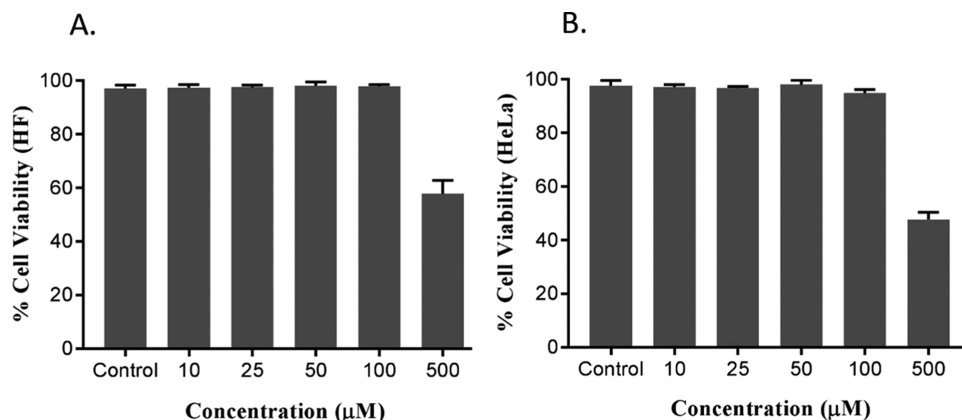 A.
% Cell Viability (HF)
100
80
60
40
20
0
Control 10 25 50 100 500
Concentration (μM)
B.
% Cell Viability (HeLa)
100
80
60
40
20
0
Control 10 25 50 100 500
Concentration (μM)